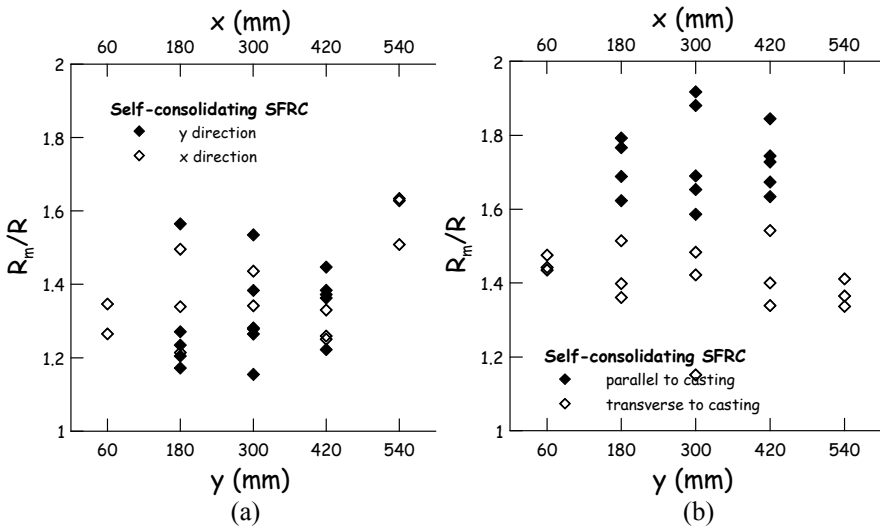 x (mm)
60 180 300 420 540
2
1.8
1.6
1.4
1.2
1
Rm/R
Self-consolidating SFRC
y direction
x direction
60 180 300 420 540
y (mm)
(a)
x (mm)
60 180 300 420 540
2
1.8
1.6
1.4
1.2
1
Rm/R
Self-consolidating SFRC
parallel to casting
transverse to casting
60 180 300 420 540
y (mm)
(b)